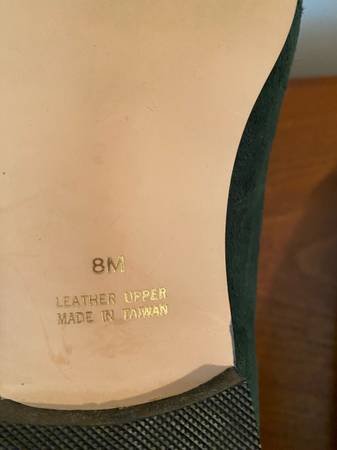 8M
LEATHER UPPER
MADE IN TAIWAN